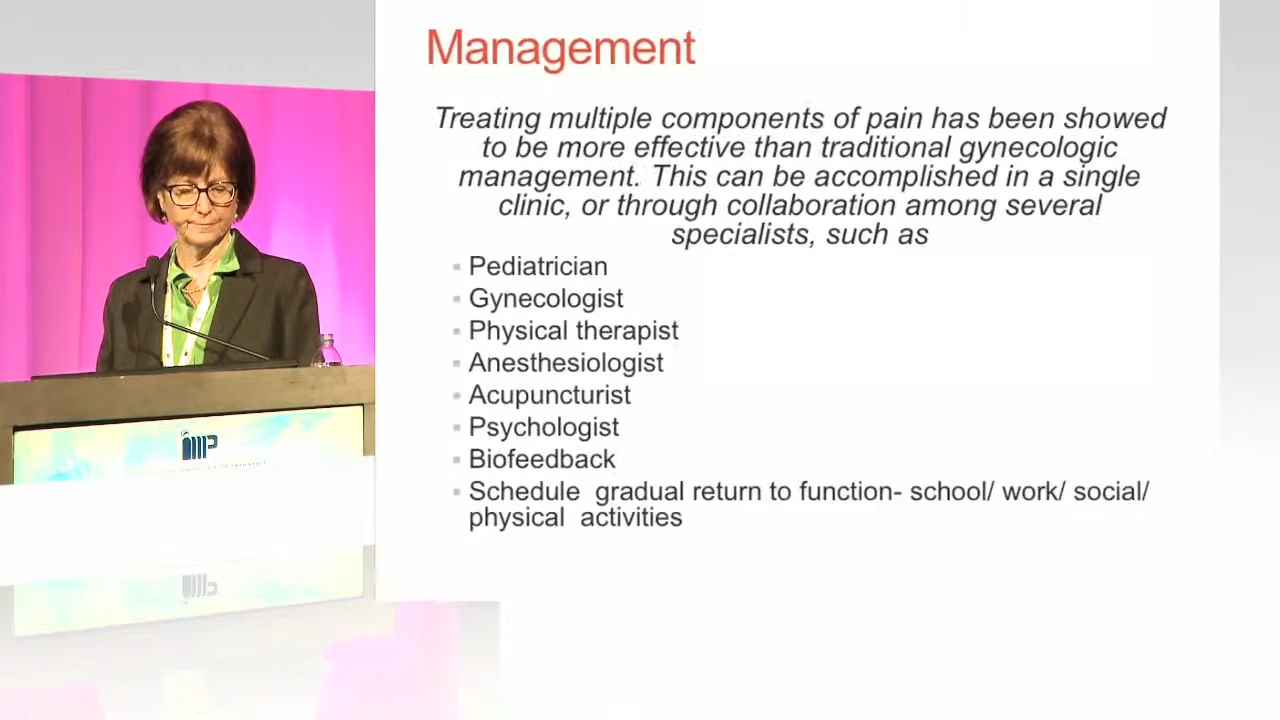 Management
Treating multiple components of pain has been showed
to be more effective than traditional gynecologic
management. This can be accomplished in a single
clinic, or through collaboration among several
specialists, such as
Pediatrician
Gynecologist
Physical therapist
Anesthesiologist
Acupuncturist
Psychologist
Biofeedback
Schedule gradual return to function- school/ work/ social/
physical activities